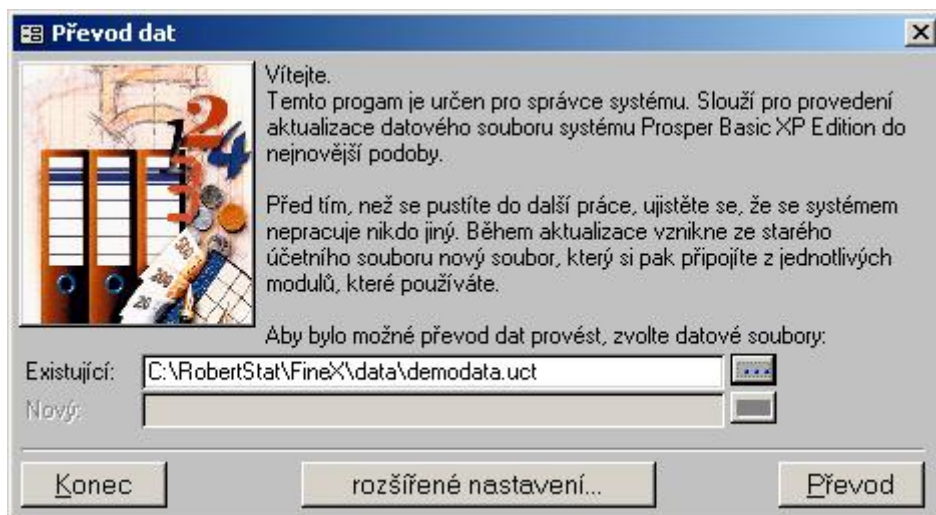 Převod dat
Vítejte.
Temto progam je určen pro správce systému. Slouží pro provedení
aktualizace datového souboru systému Prosper Basic XP Edition do
nejnovější podoby.
Před tím, než se pustíte do další práce, ujistěte se, že se systémem
nepracuje nikdo jiný. Během aktualizace vznikne ze starého
účetního souboru nový soubor, který si pak připojíte z jednotlivých
modulů, které používáte.
Aby bylo možné převod dat provést, zvolte datové soubory:
Existující: C:\RobertStat\FineX\data\demodata.uct ...
Nový:
Konec rozšířené nastavení... Převod